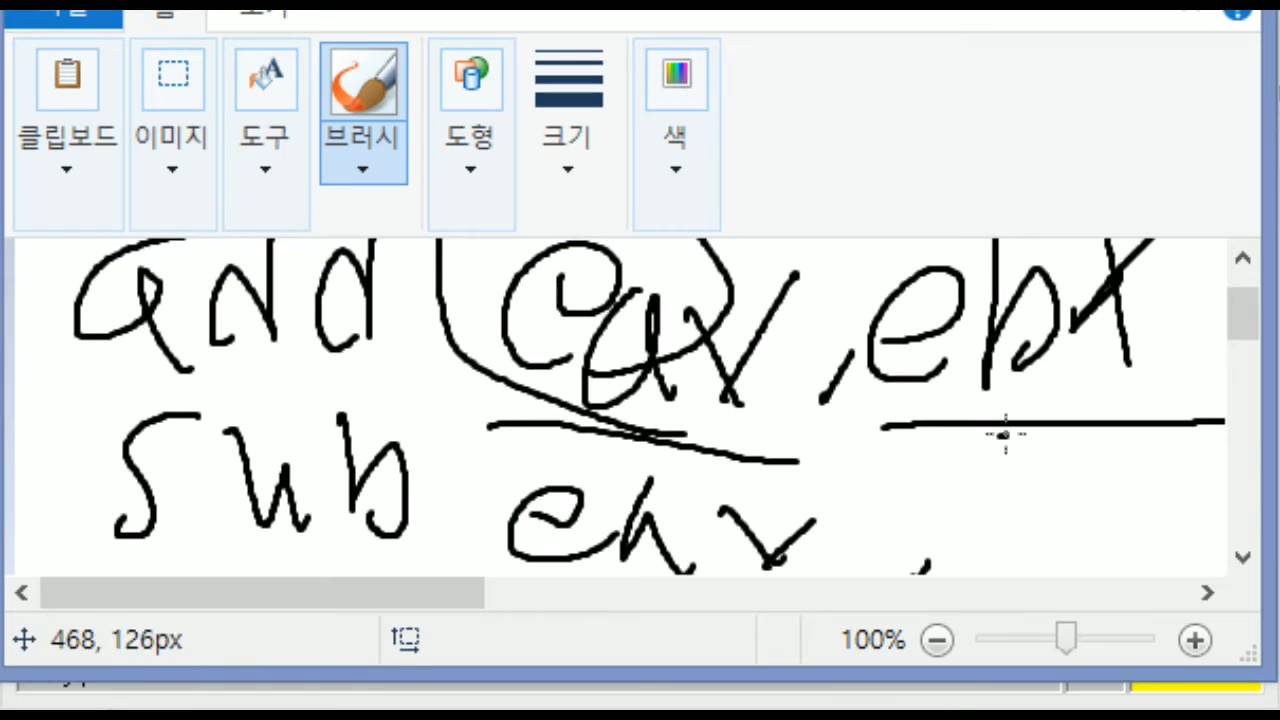 클립보드 이미지 도구 브러시 도형 크기 색
add eax, ebx
sub eax,
468, 126px 100%